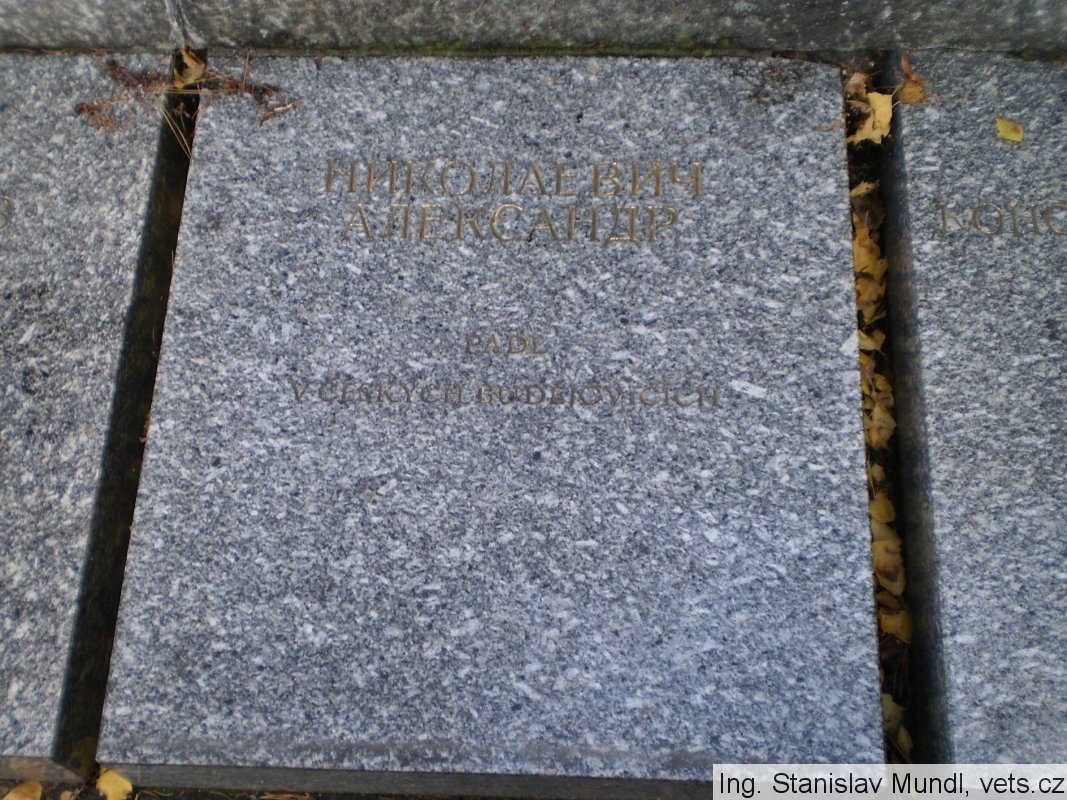 НИКОЛАЕВИЧ
АЛЕКСАНДР
PADL
V ČESKÝCH BUDĚJOVICÍCH
Ing. Stanislav Mundl, vets.cz